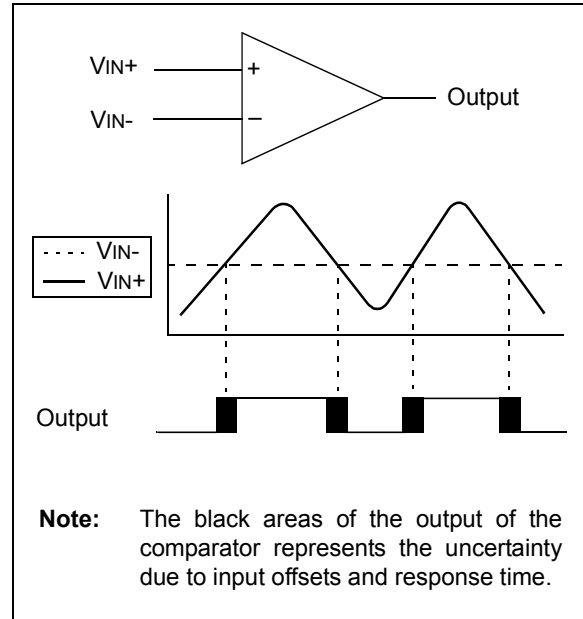 VIN+
+
Output
VIN-
−
VIN-
VIN+
Output
Note: The black areas of the output of the
comparator represents the uncertainty
due to input offsets and response time.